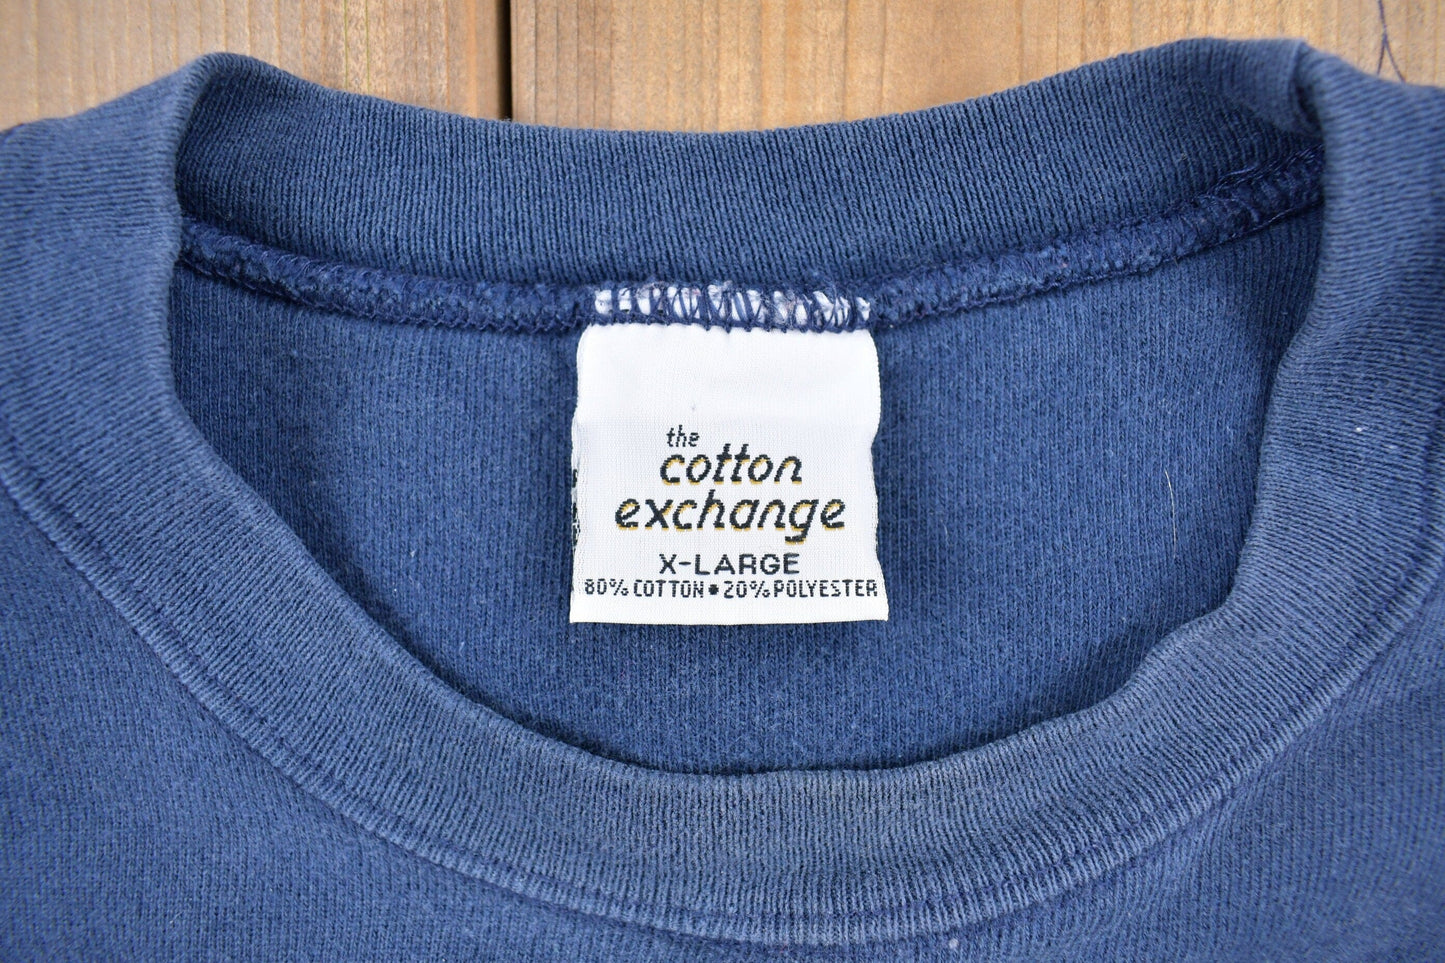 the
cotton
exchange
X-LARGE
80% COTTON • 20% POLYESTER